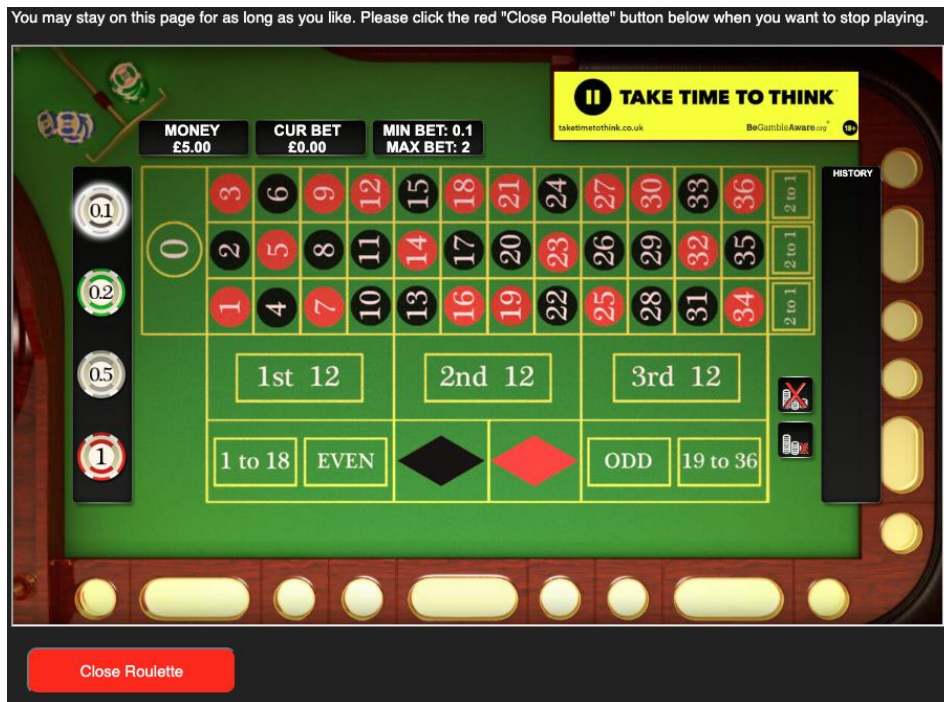 You may stay on this page for as long as you like. Please click the red "Close Roulette" button below when you want to stop playing.
TAKE TIME TO THINK
taketimetothink.co.uk BeGambleAware.org® 18+
MONEY
£5.00
CUR BET
£0.00
MIN BET: 0.1
MAX BET: 2
HISTORY
0.1
0.2
0.5
1
0
3 6 9 12 15 18 21 24 27 30 33 36 2 to 1
2 5 8 11 14 17 20 23 26 29 32 35 2 to 1
1 4 7 10 13 16 19 22 25 28 31 34 2 to 1
1st 12 2nd 12 3rd 12
1 to 18 EVEN ODD 19 to 36
Close Roulette